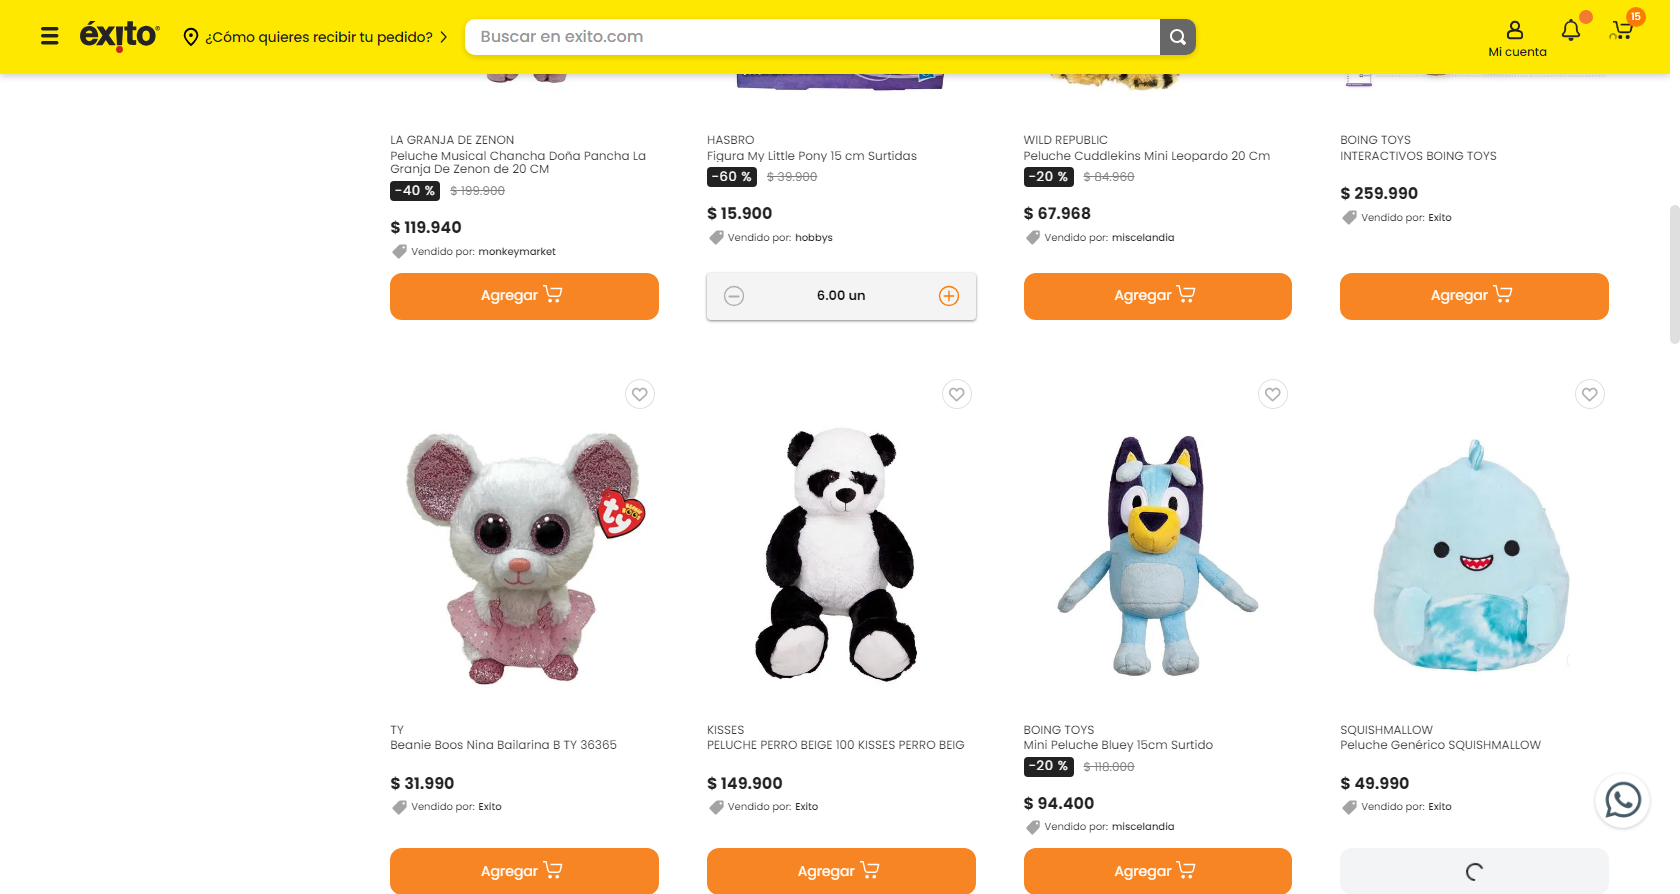 éxito
¿Cómo quieres recibir tu pedido?
Buscar en exito.com
Mi cuenta
15
LA GRANJA DE ZENON
Peluche Musical Chancha Doña Pancha La
Granja De Zenon de 20 CM
-40 % $ 199.900
$ 119.940
Vendido por: monkeymarket
Agregar
HASBRO
Figura My Little Pony 15 cm Surtidas
-60 % $ 39.900
$ 15.900
Vendido por: hobbys
6.00 un
WILD REPUBLIC
Peluche Cuddlekins Mini Leopardo 20 Cm
-20 % $ 84.960
$ 67.968
Vendido por: miscelandia
Agregar
BOING TOYS
INTERACTIVOS BOING TOYS
$ 259.990
Vendido por: Exito
Agregar
ty
TY
Beanie Boos Nina Bailarina B TY 36365
$ 31.990
Vendido por: Exito
Agregar
KISSES
PELUCHE PERRO BEIGE 100 KISSES PERRO BEIG
$ 149.900
Vendido por: Exito
Agregar
BOING TOYS
Mini Peluche Bluey 15cm Surtido
-20 % $ 118.000
$ 94.400
Vendido por: miscelandia
Agregar
SQUISHMALLOW
Peluche Genérico SQUISHMALLOW
$ 49.990
Vendido por: Exito